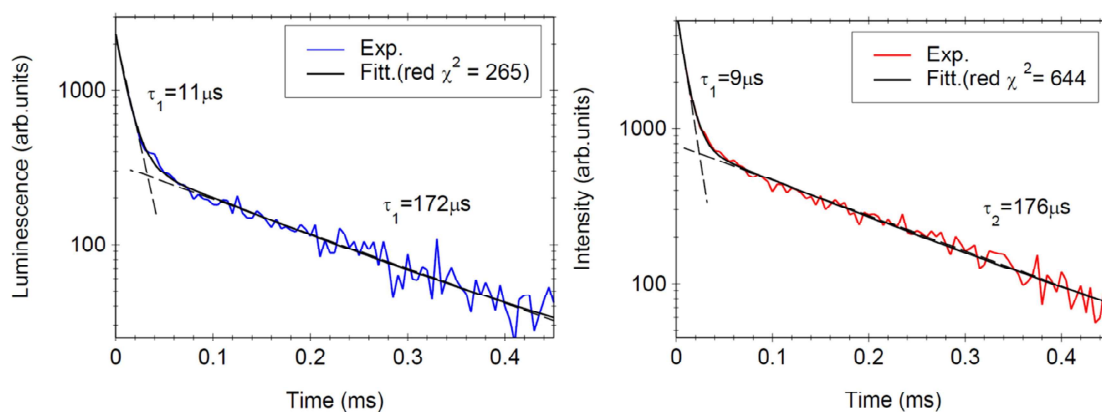 Luminescence (arb.units)
1000
100
Exp.
Fitt.(red χ² = 265)
τ₁=11μs
τ₁=172μs
0 0.1 0.2 0.3 0.4
Time (ms)
Intensity (arb.units)
1000
100
Exp.
Fitt.(red χ² = 644
τ₁=9μs
τ₂=176μs
0 0.1 0.2 0.3 0.4
Time (ms)